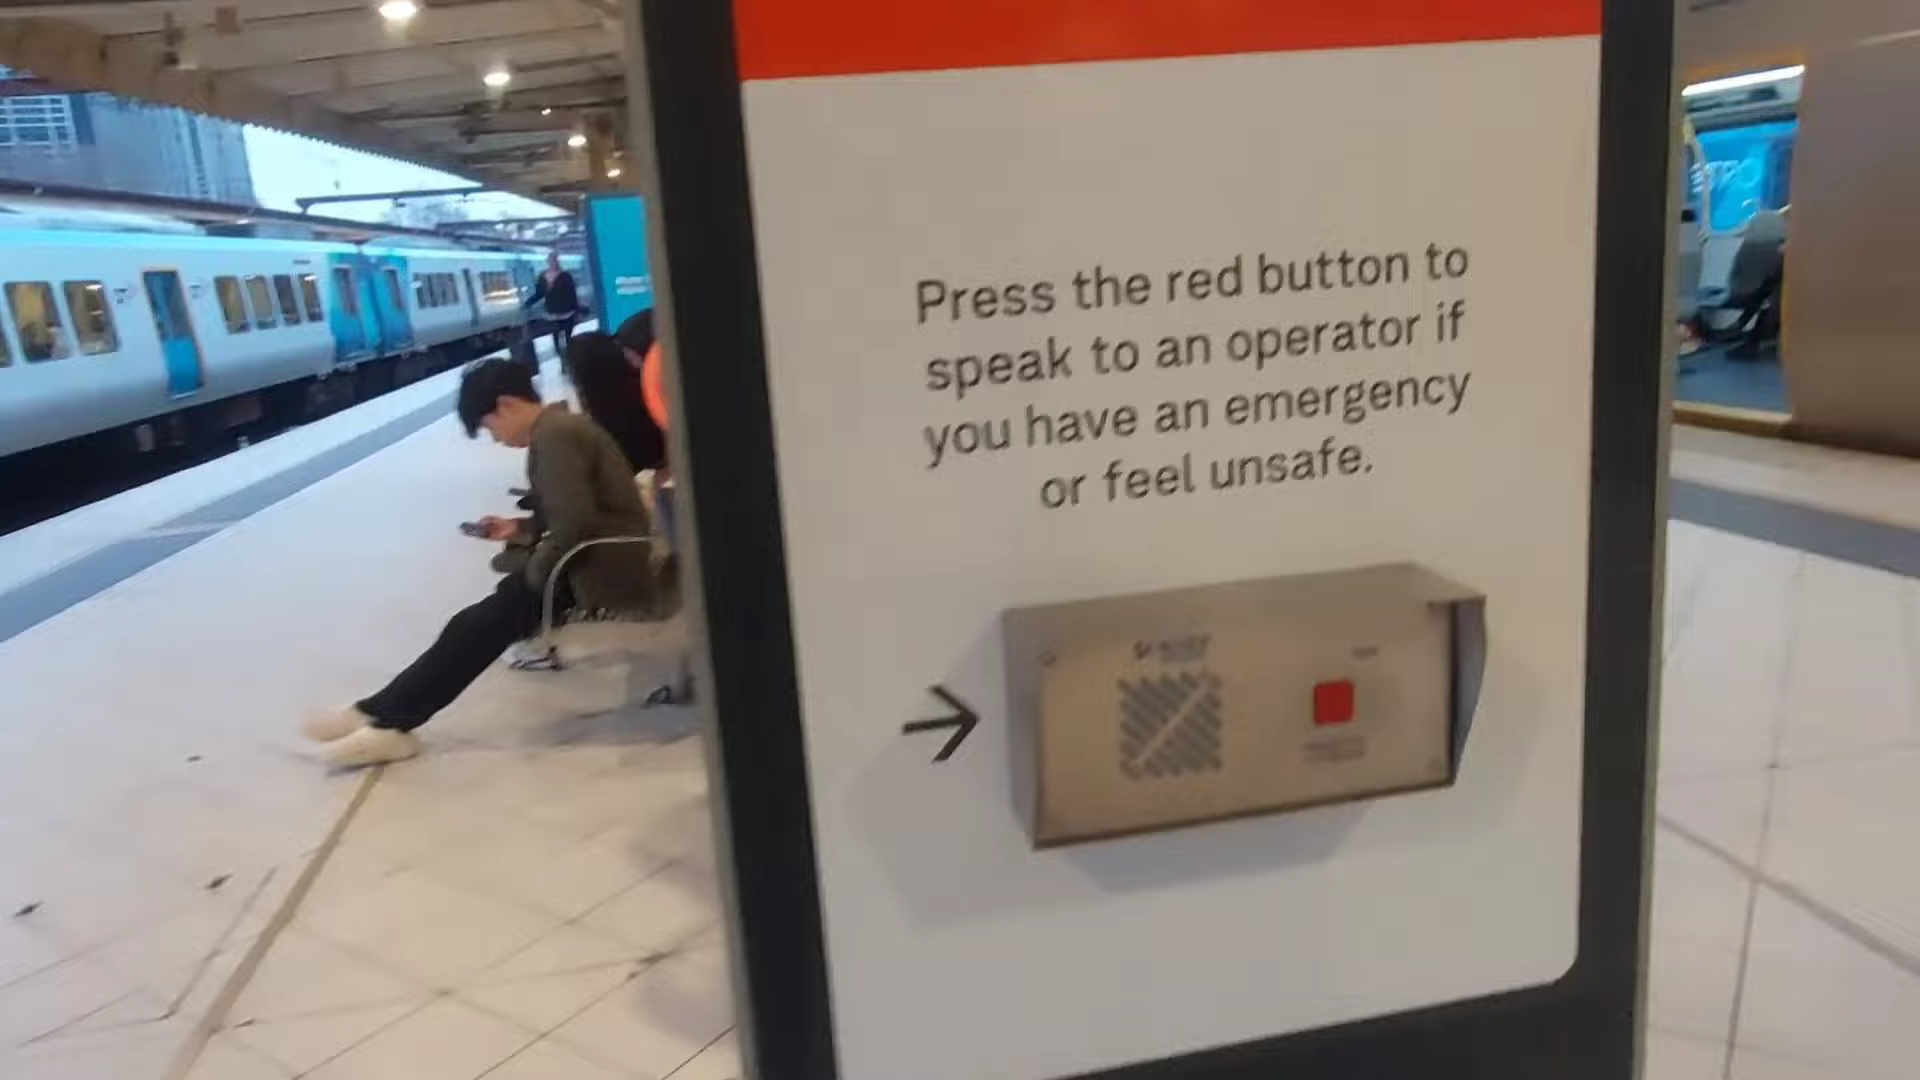 Press the red button to
speak to an operator if
you have an emergency
or feel unsafe.